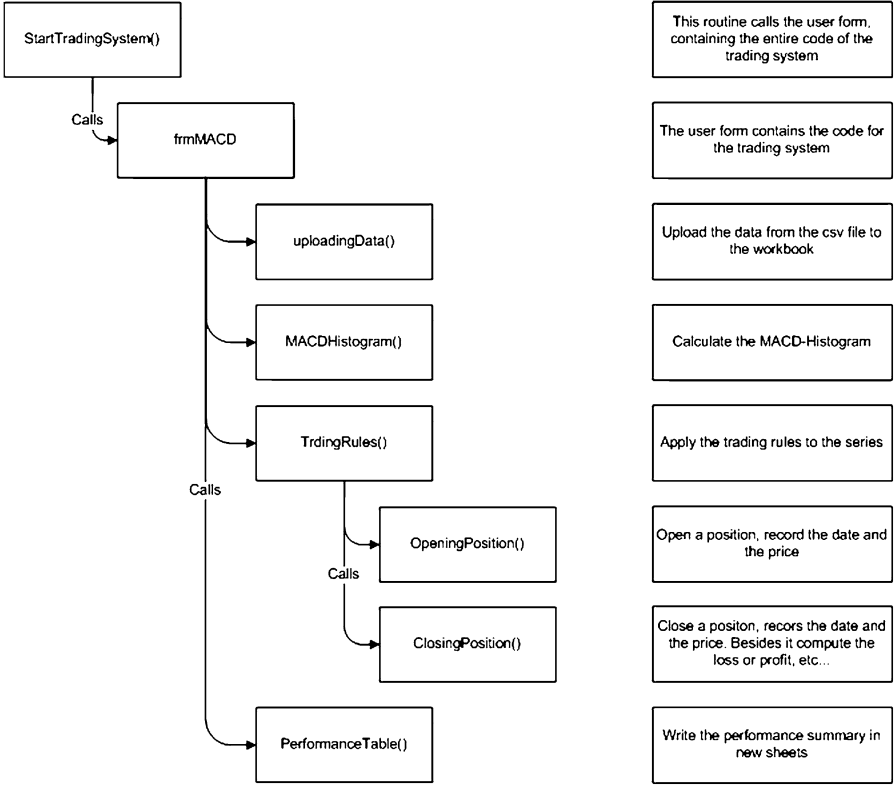 StartTradingSystem()
This routine calls the user form,
containing the entire code of the
trading system
Calls
frmMACD
The user form contains the code for
the trading system
uploadingData()
Upload the data from the csv file to
the workbook
MACDHistogram()
Calculate the MACD-Histogram
TrdingRules()
Apply the trading rules to the series
Calls
OpeningPosition()
Open a position, record the date and
the price
Calls
ClosingPosition()
Close a positon, recors the date and
the price. Besides it compute the
loss or profit, etc...
PerformanceTable()
Write the performance summary in
new sheets